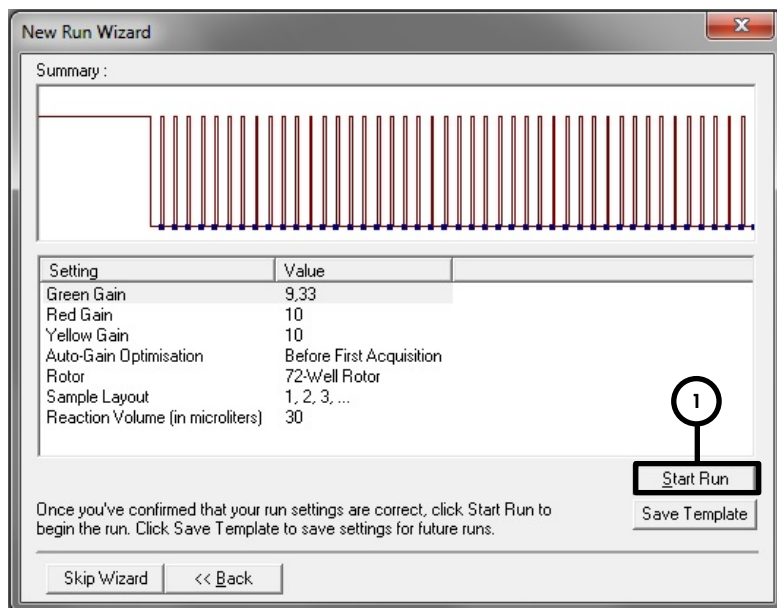 New Run Wizard
Summary :
Setting Value
Green Gain 9,33
Red Gain 10
Yellow Gain 10
Auto-Gain Optimisation Before First Acquisition
Rotor 72-Well Rotor
Sample Layout 1, 2, 3, ...
Reaction Volume (in microliters) 30
1
Start Run
Once you've confirmed that your run settings are correct, click Start Run to
begin the run. Click Save Template to save settings for future runs.
Save Template
Skip Wizard << Back